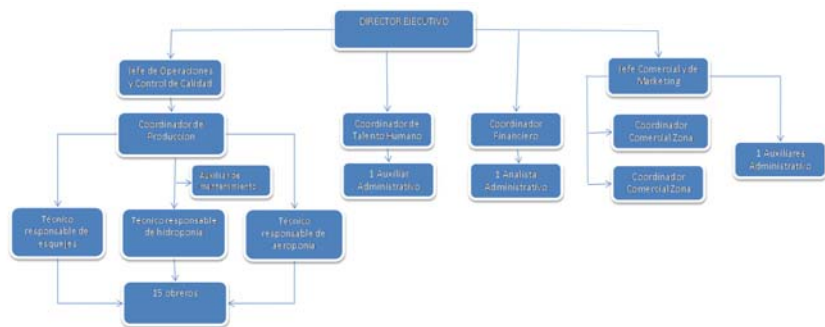 DIRECTOR EJECUTIVO
Jefe de Operaciones
y Control de Calidad
Jefe Comercial y de
Marketing
Coordinador de
Produccion
Coordinador de
Talento Humano
Coordinador
Financiero
Coordinador
Comercial Zona
1 Auxiliares
Administrativo
Auxiliar de
mantenimiento
1 Auxiliar
Administrativo
1 Analista
Administrativo
Coordinador
Comercial Zona
Técnico
responsable de
esquejes
Técnico responsable
de hidroponía
Técnico
responsable de
aeroponía
15 obreros